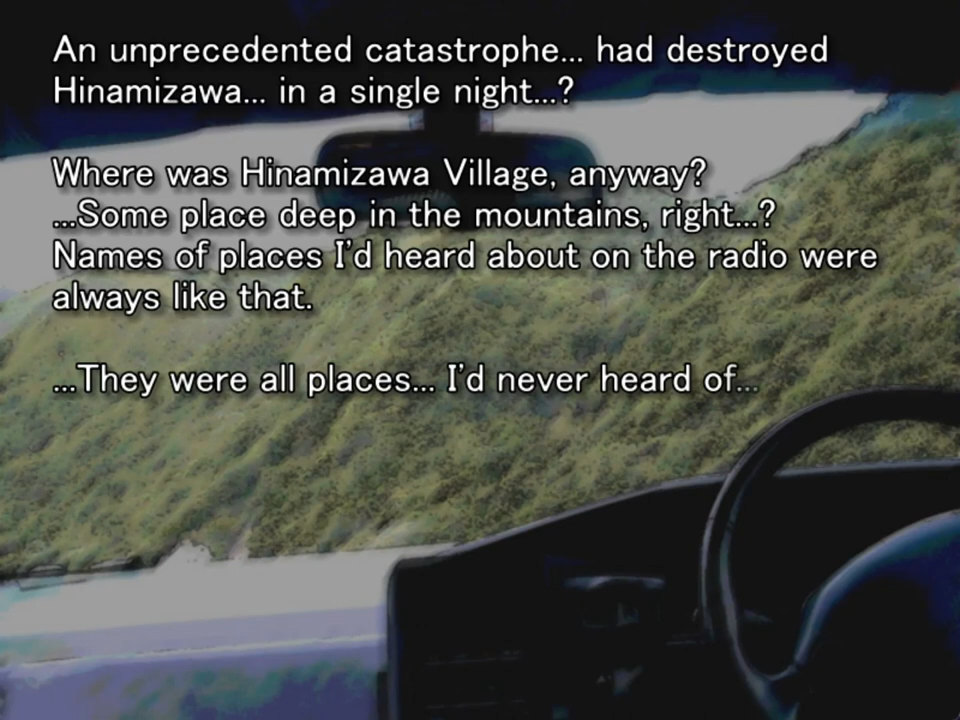 An unprecedented catastrophe... had destroyed
Hinamizawa... in a single night...?
Where was Hinamizawa Village, anyway?
...Some place deep in the mountains, right...?
Names of places I'd heard about on the radio were
always like that.
...They were all places... I'd never heard of...